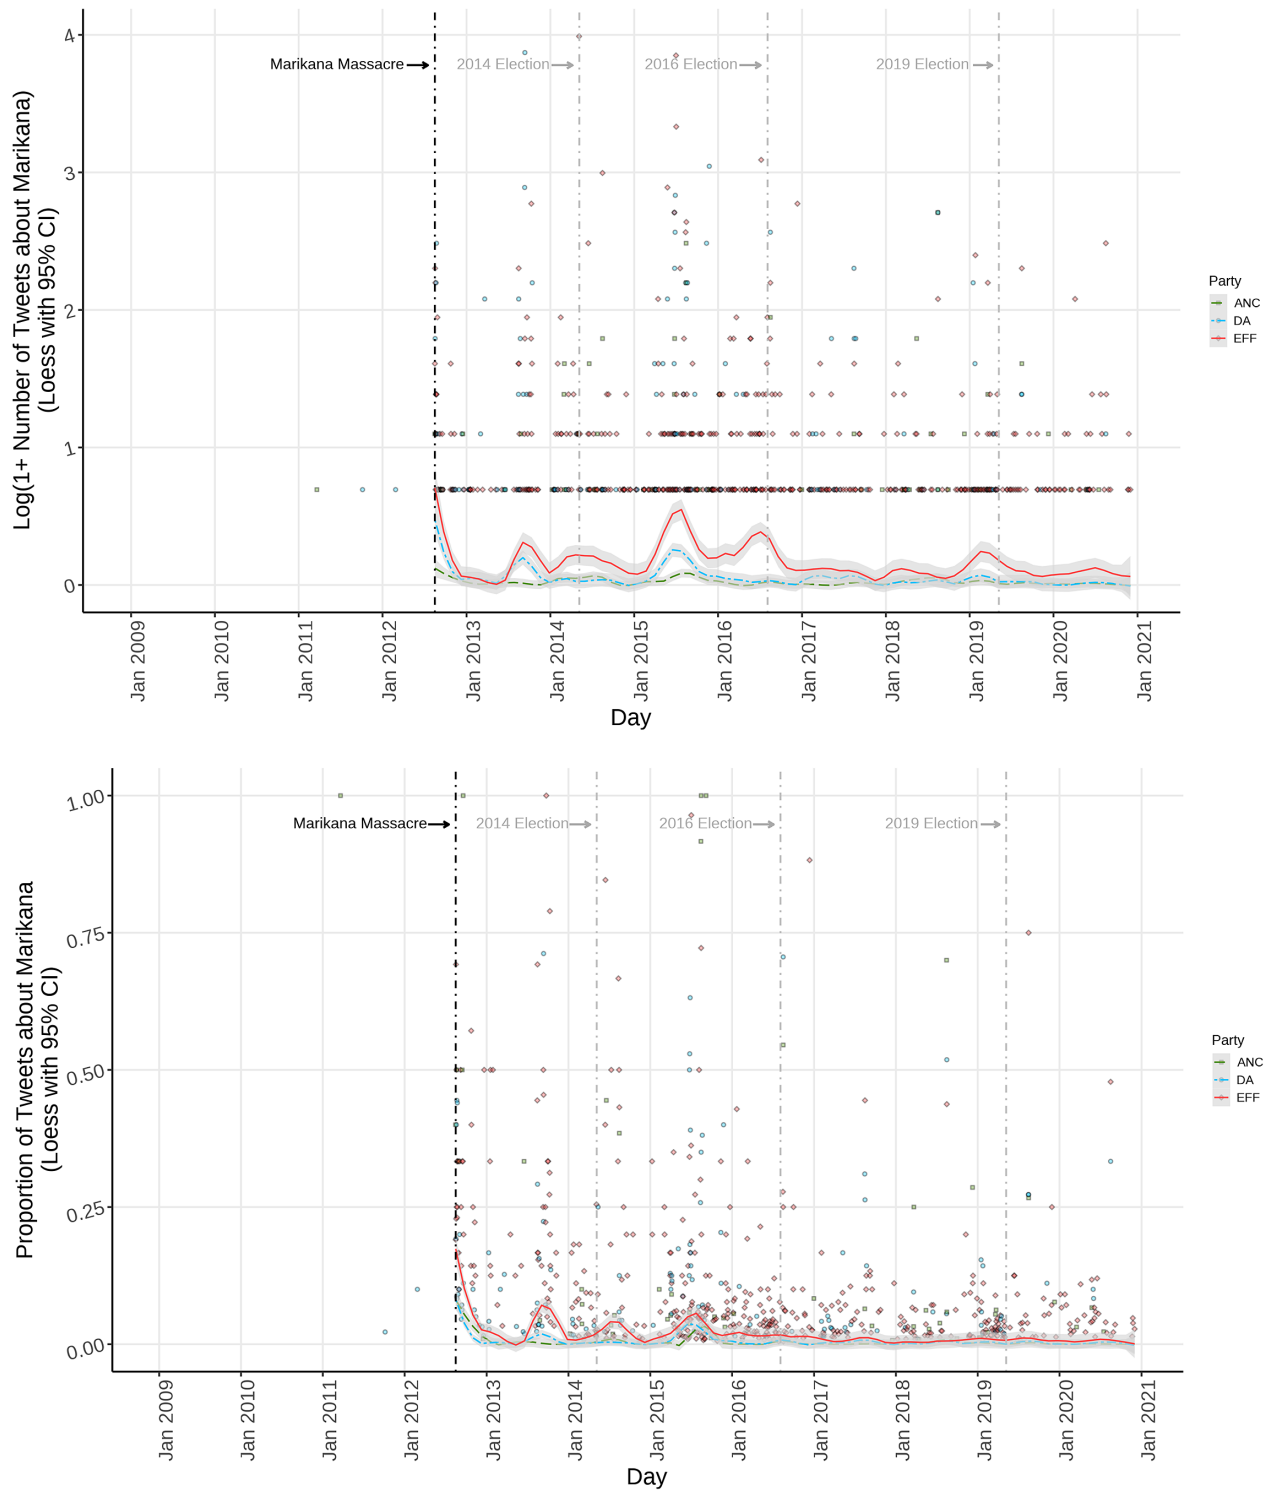 Log(1+ Number of Tweets about Marikana)
(Loess with 95% CI)
4
3
2
1
0
Marikana Massacre
2014 Election
2016 Election
2019 Election
Jan 2009
Jan 2010
Jan 2011
Jan 2012
Jan 2013
Jan 2014
Jan 2015
Jan 2016
Jan 2017
Jan 2018
Jan 2019
Jan 2020
Jan 2021
Day
Party
ANC
DA
EFF
Proportion of Tweets about Marikana
(Loess with 95% CI)
1.00
0.75
0.50
0.25
0.00
Marikana Massacre
2014 Election
2016 Election
2019 Election
Jan 2009
Jan 2010
Jan 2011
Jan 2012
Jan 2013
Jan 2014
Jan 2015
Jan 2016
Jan 2017
Jan 2018
Jan 2019
Jan 2020
Jan 2021
Day
Party
ANC
DA
EFF